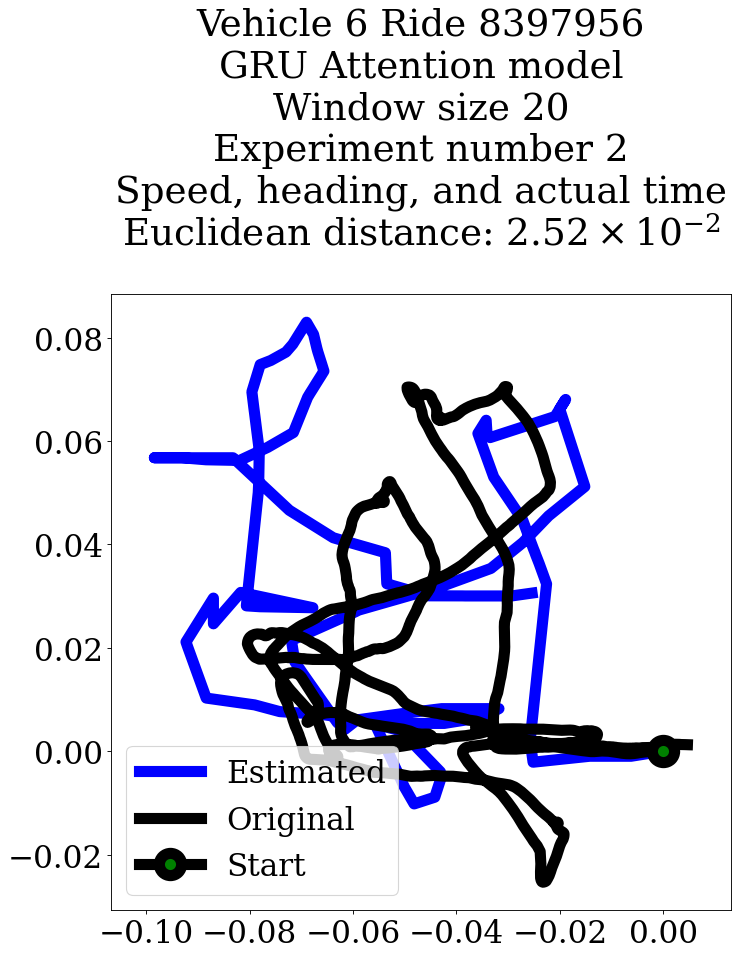 Vehicle 6 Ride 8397956
GRU Attention model
Window size 20
Experiment number 2
Speed, heading, and actual time
Euclidean distance: 2.52 × 10⁻²
0.08
0.06
0.04
0.02
0.00
−0.02
Estimated
Original
Start
−0.10 −0.08 −0.06 −0.04 −0.02 0.00